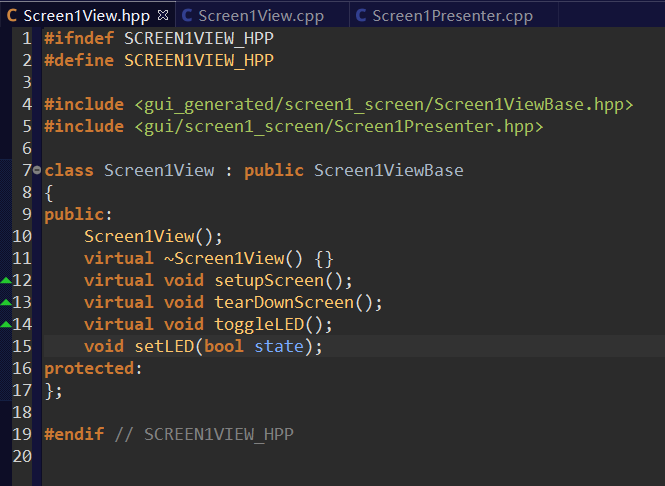 Screen1View.hpp Screen1View.cpp Screen1Presenter.cpp
1 #ifndef SCREEN1VIEW_HPP
2 #define SCREEN1VIEW_HPP
3
4 #include <gui_generated/screen1_screen/Screen1ViewBase.hpp>
5 #include <gui/screen1_screen/Screen1Presenter.hpp>
6
7 class Screen1View : public Screen1ViewBase
8 {
9 public:
10     Screen1View();
11     virtual ~Screen1View() {}
12     virtual void setupScreen();
13     virtual void tearDownScreen();
14     virtual void toggleLED();
15     void setLED(bool state);
16 protected:
17 };
18
19 #endif // SCREEN1VIEW_HPP
20